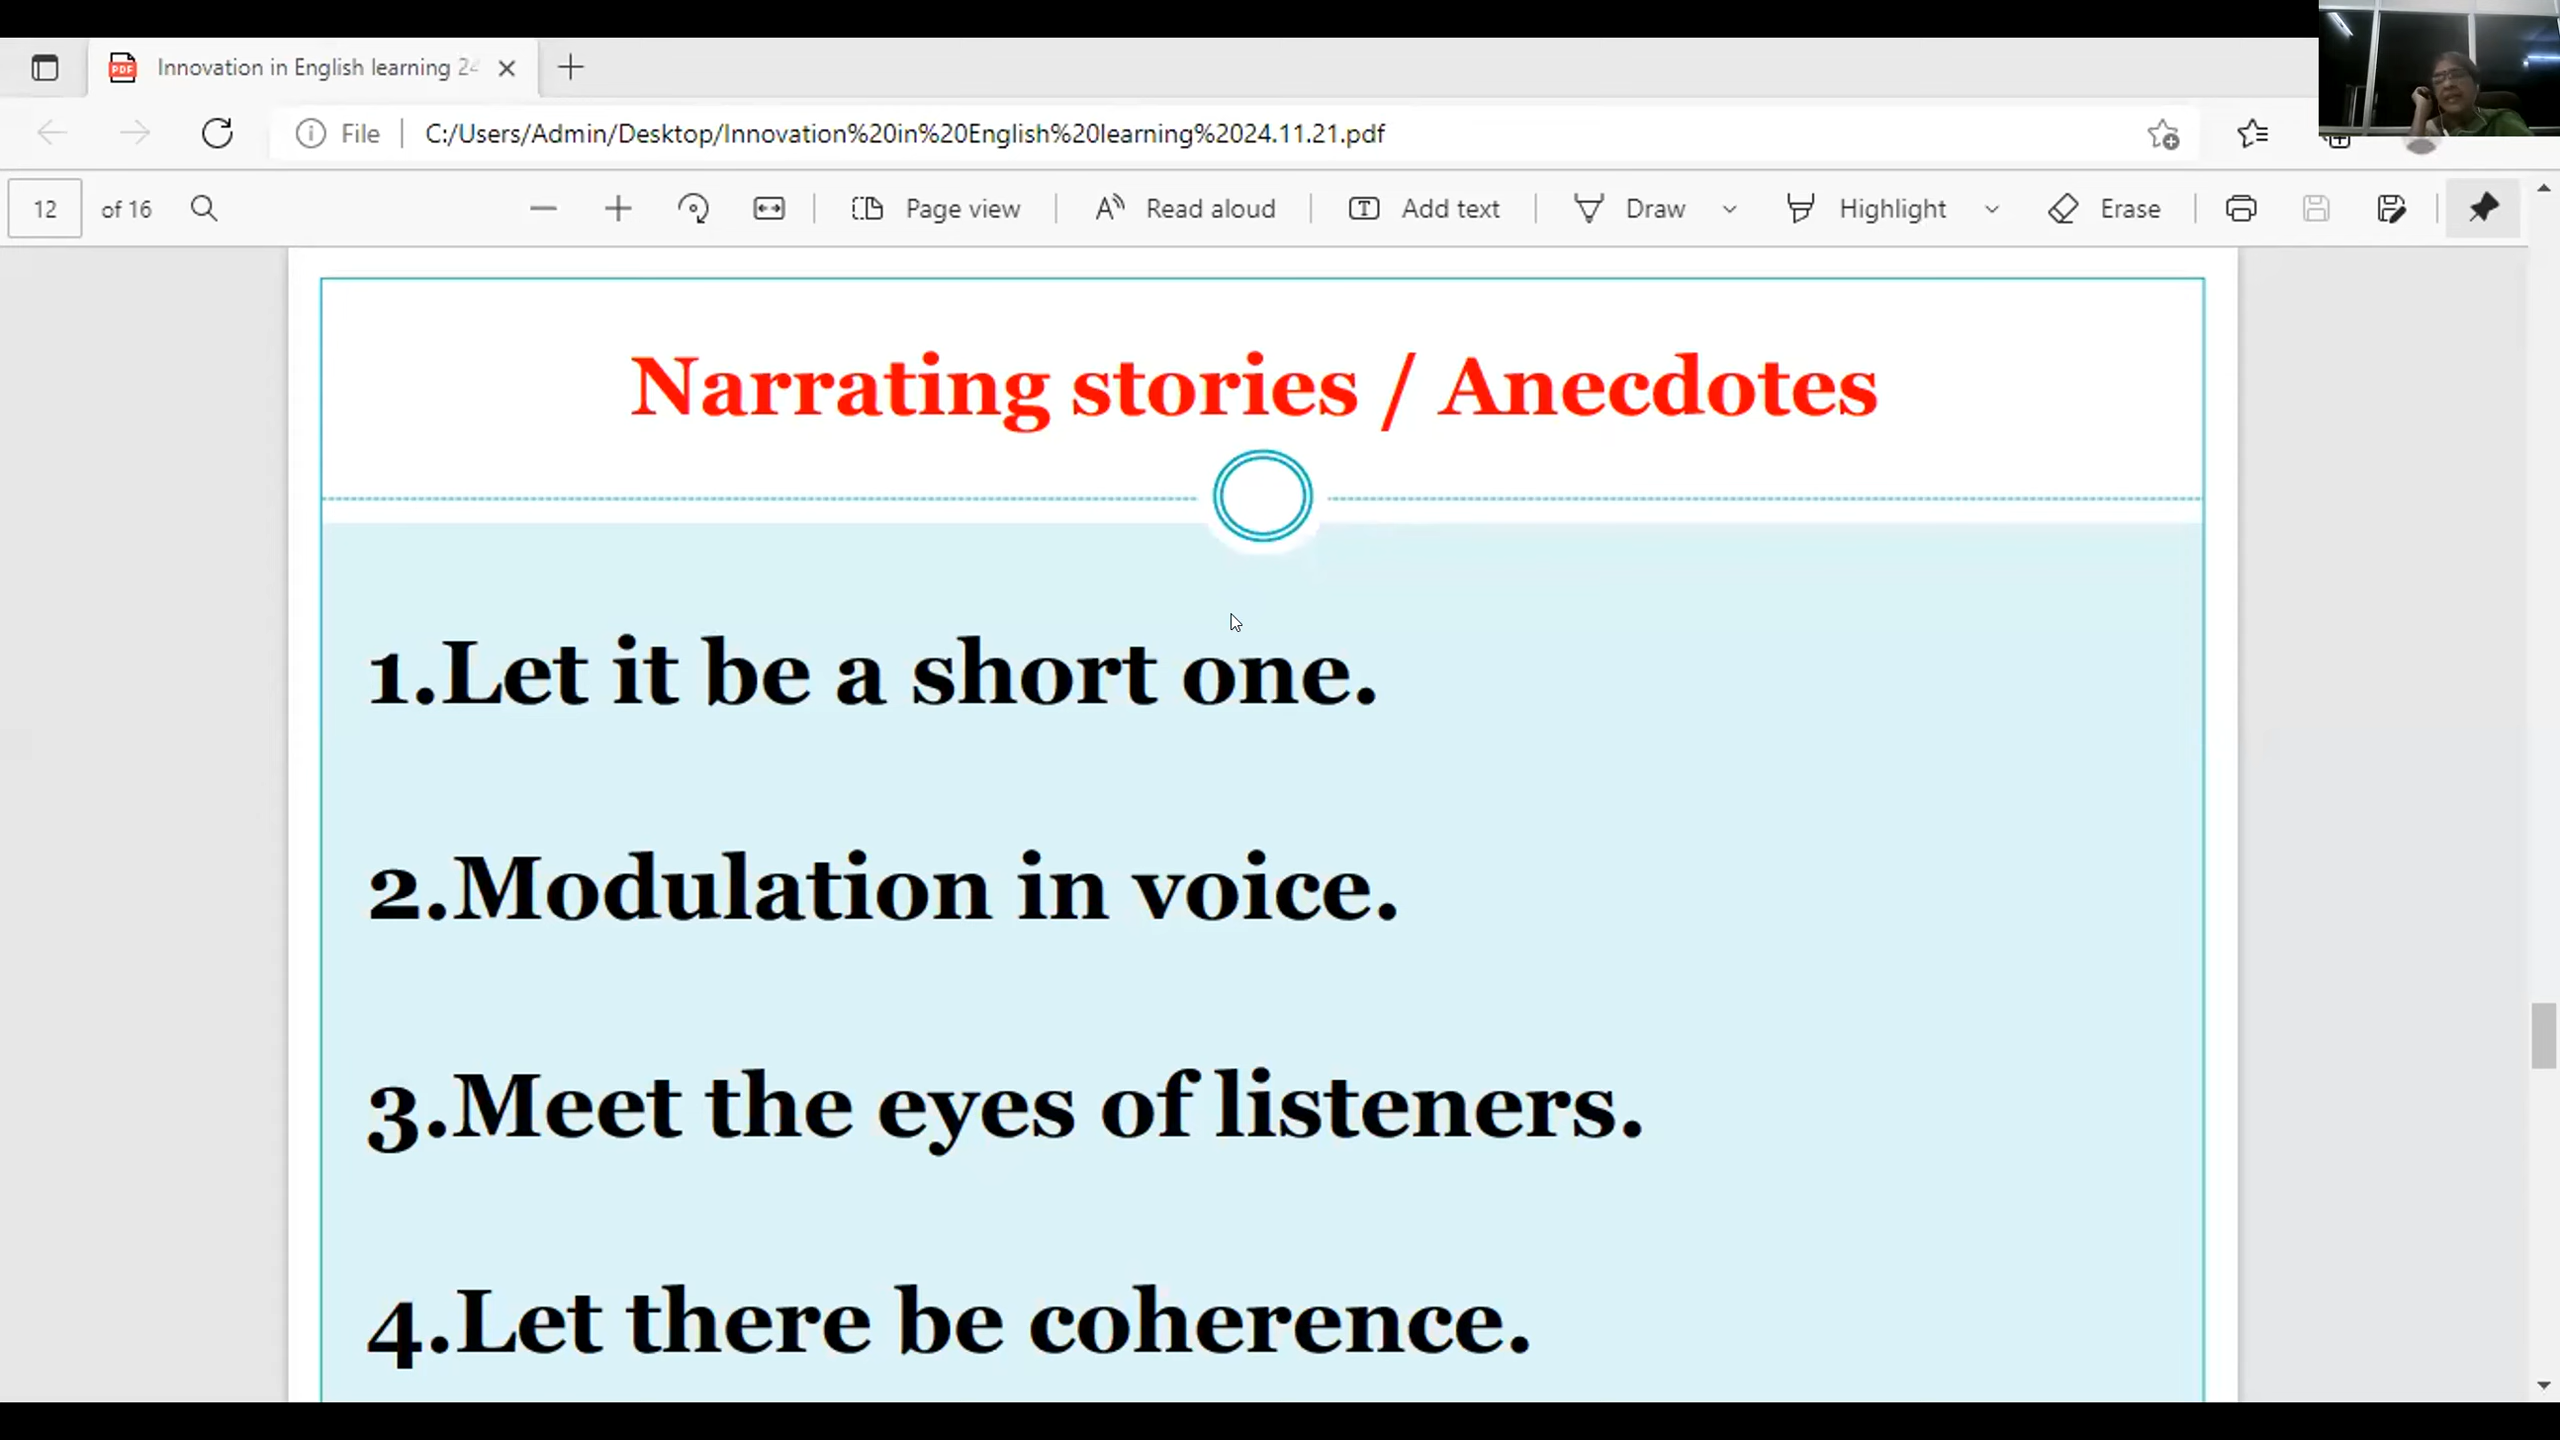 Innovation in English learning 24
File
C:/Users/Admin/Desktop/Innovation%20in%20English%20learning%2024.11.21.pdf
12 of 16
Page view
Read aloud
Add text
Draw
Highlight
Erase
PDF
Narrating stories / Anecdotes
1.Let it be a short one.
2.Modulation in voice.
3.Meet the eyes of listeners.
4.Let there be coherence.